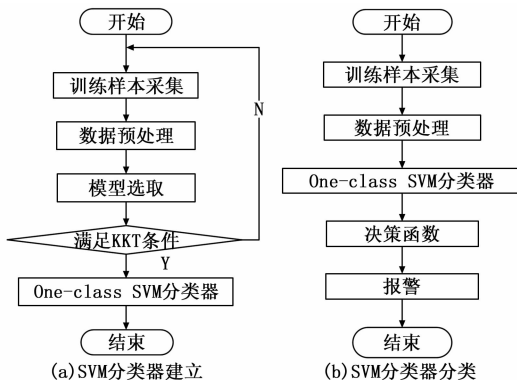 开始
训练样本采集
数据预处理
模型选取
满足KKT条件
N
Y
One-class SVM分类器
结束
(a)SVM分类器建立
开始
训练样本采集
数据预处理
One-class SVM分类器
决策函数
报警
结束
(b)SVM分类器分类